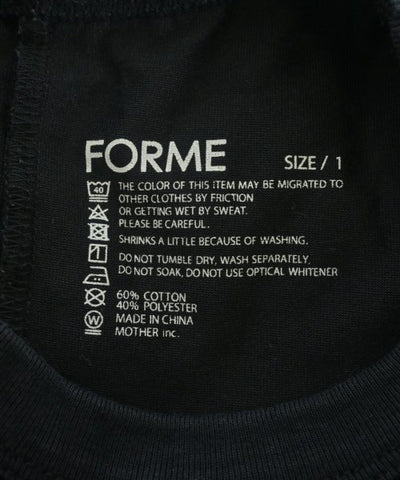 FORME SIZE / 1
40 THE COLOR OF THIS ITEM MAY BE MIGRATED TO
OTHER CLOTHES BY FRICTION
OR GETTING WET BY SWEAT.
PLEASE BE CAREFUL.
SHRINKS A LITTLE BECAUSE OF WASHING.
DO NOT TUMBLE DRY, WASH SEPARATELY.
DO NOT SOAK, DO NOT USE OPTICAL WHITENER
60% COTTON
40% POLYESTER
W MADE IN CHINA
MOTHER inc.